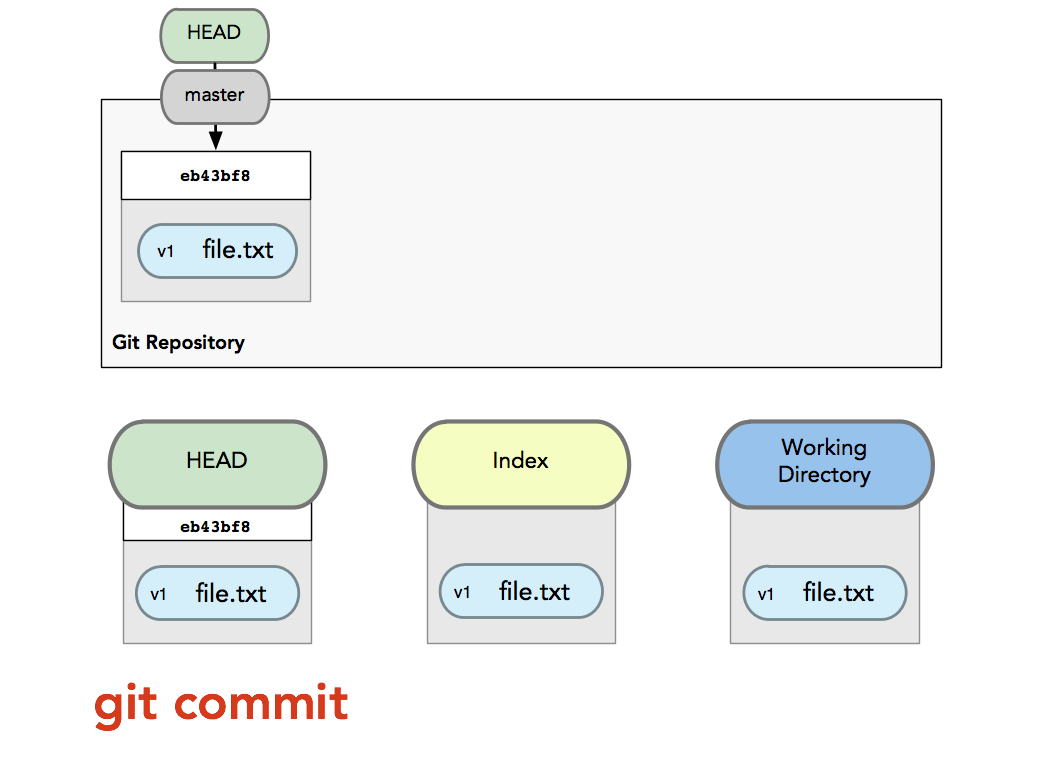 HEAD
master
eb43bf8
v1 file.txt
Git Repository
HEAD
Index
Working
Directory
eb43bf8
v1 file.txt
v1 file.txt
v1 file.txt
git commit